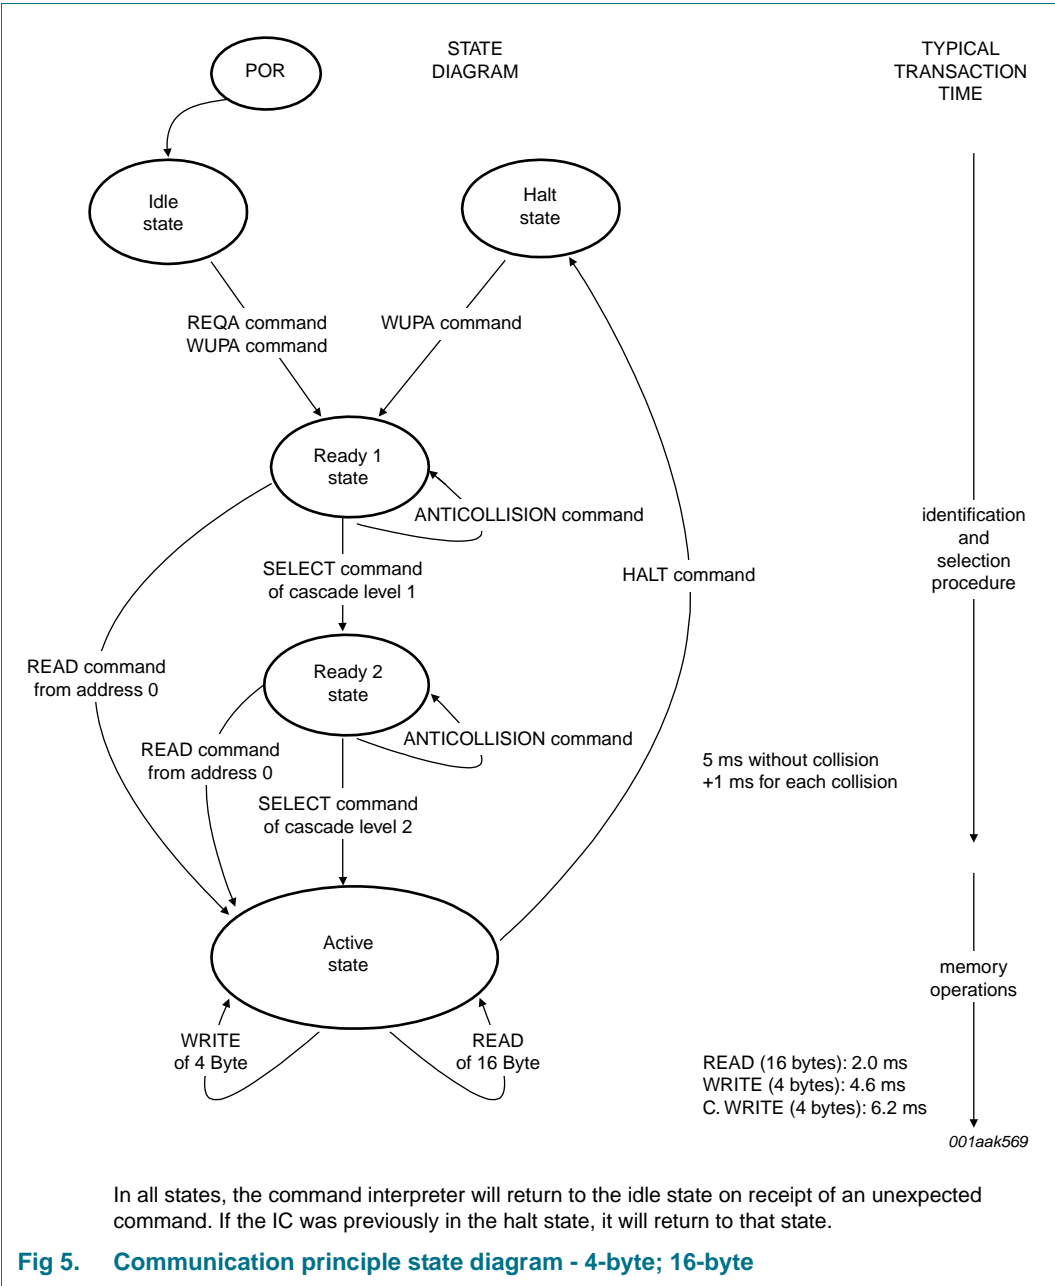 POR
STATE
DIAGRAM
TYPICAL
TRANSACTION
TIME
Idle
state
Halt
state
REQA command
WUPA command
WUPA command
Ready 1
state
ANTICOLLISION command
identification
and
selection
procedure
SELECT command
of cascade level 1
HALT command
READ command
from address 0
Ready 2
state
ANTICOLLISION command
READ command
from address 0
5 ms without collision
+1 ms for each collision
SELECT command
of cascade level 2
Active
state
memory
operations
WRITE
of 4 Byte
READ
of 16 Byte
READ (16 bytes): 2.0 ms
WRITE (4 bytes): 4.6 ms
C. WRITE (4 bytes): 6.2 ms
001aak569
In all states, the command interpreter will return to the idle state on receipt of an unexpected
command. If the IC was previously in the halt state, it will return to that state.
Fig 5. Communication principle state diagram - 4-byte; 16-byte